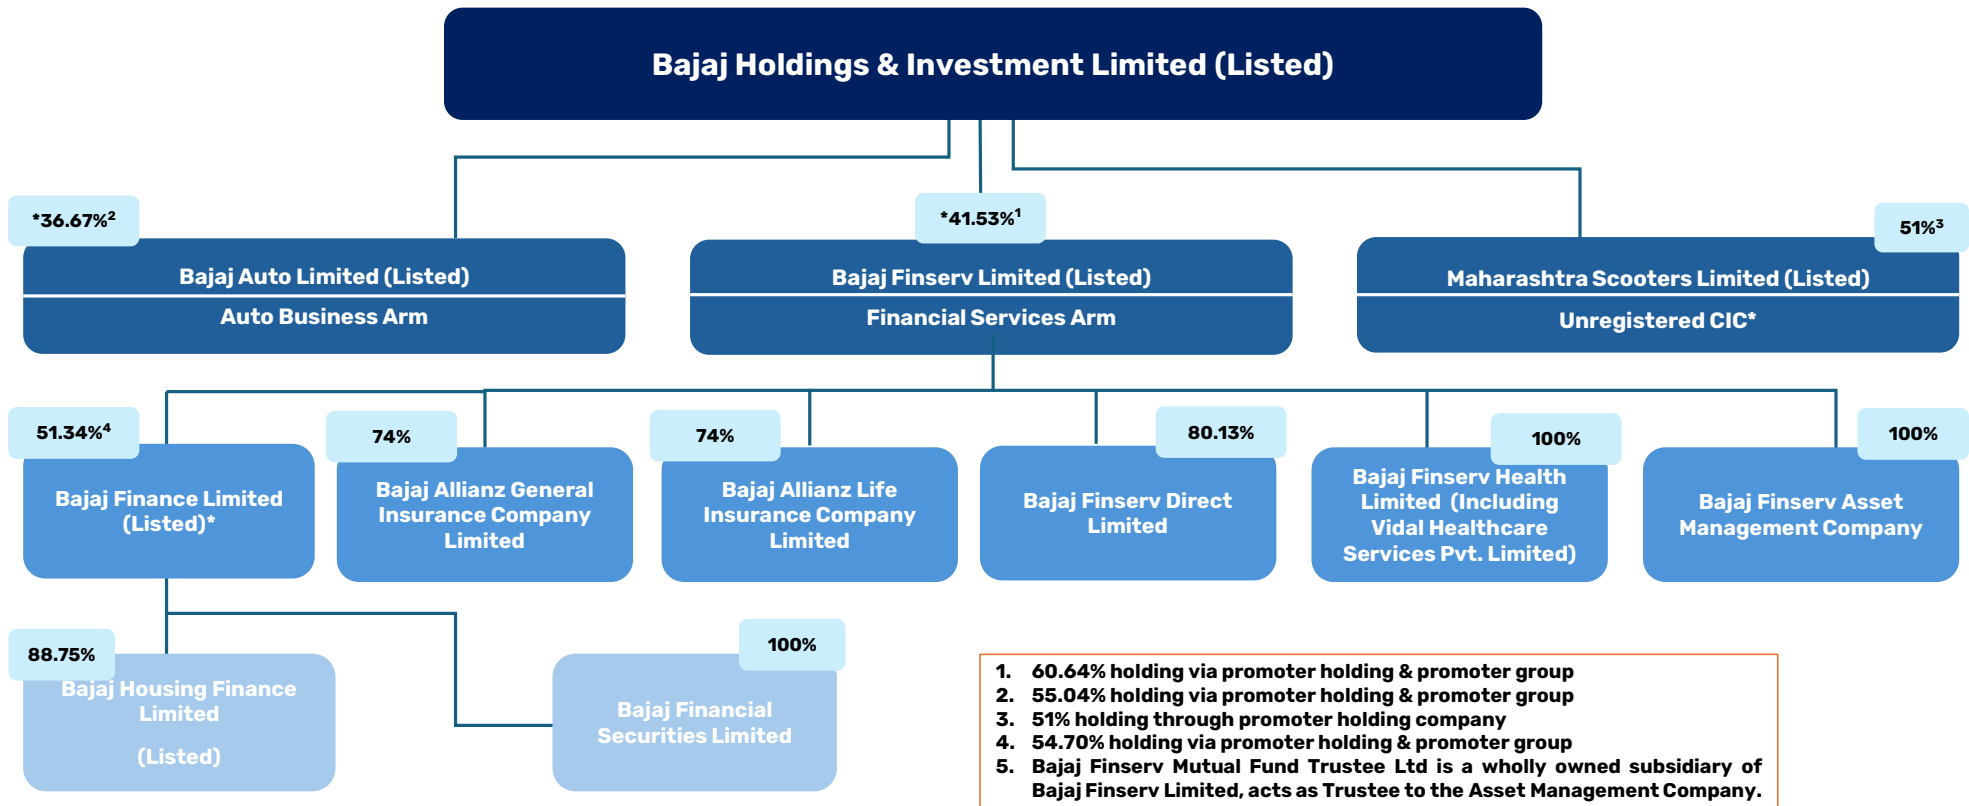 Bajaj Holdings & Investment Limited (Listed)
*36.67%2
*41.53%1
51%3
Bajaj Auto Limited (Listed)
Auto Business Arm
Bajaj Finserv Limited (Listed)
Financial Services Arm
Maharashtra Scooters Limited (Listed)
Unregistered CIC*
51.34%4
74%
74%
80.13%
100%
100%
Bajaj Finance Limited
(Listed)*
Bajaj Allianz General
Insurance Company
Limited
Bajaj Allianz Life
Insurance Company
Limited
Bajaj Finserv Direct
Limited
Bajaj Finserv Health
Limited (Including
Vidal Healthcare
Services Pvt. Limited)
Bajaj Finserv Asset
Management Company
88.75%
100%
Bajaj Housing Finance
Limited
(Listed)
Bajaj Financial
Securities Limited
1. 60.64% holding via promoter holding & promoter group
2. 55.04% holding via promoter holding & promoter group
3. 51% holding through promoter holding company
4. 54.70% holding via promoter holding & promoter group
5. Bajaj Finserv Mutual Fund Trustee Ltd is a wholly owned subsidiary of
Bajaj Finserv Limited, acts as Trustee to the Asset Management Company.